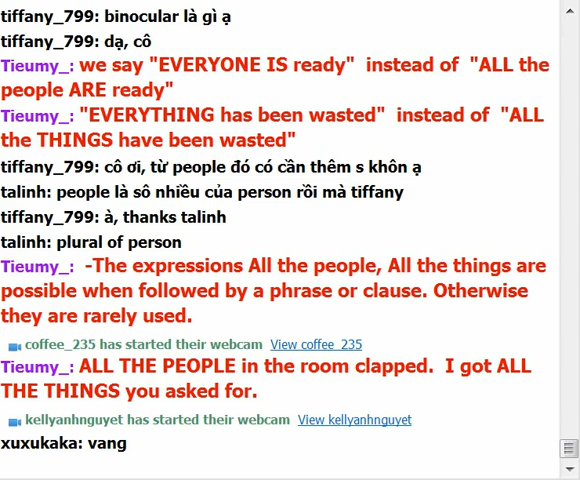 tiffany_799: binocular là gì ạ
tiffany_799: dạ, cô
Tieumy_: we say "EVERYONE IS ready"  instead of  "ALL the
people ARE ready"
Tieumy_: "EVERYTHING has been wasted"  instead of  "ALL
the THINGS have been wasted"
tiffany_799: cô ơi, từ people đó có cần thêm s khôn ạ
talinh: people là sô nhiều của person rồi mà tiffany
tiffany_799: à, thanks talinh
talinh: plural of person
Tieumy_:  -The expressions All the people, All the things are
possible when followed by a phrase or clause. Otherwise
they are rarely used.
coffee_235 has started their webcam  View coffee_235
Tieumy_: ALL THE PEOPLE in the room clapped.  I got ALL
THE THINGS you asked for.
kellyanhnguyet has started their webcam  View kellyanhnguyet
xuxukaka: vang